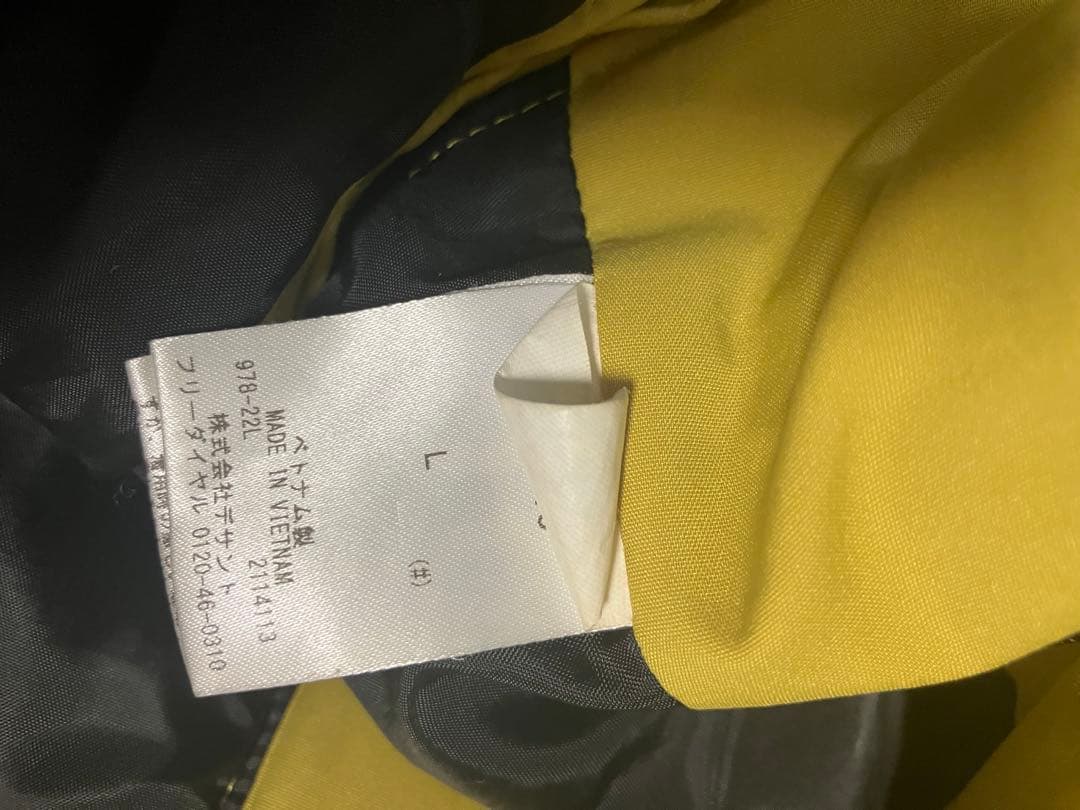 L
(#)
ベトナム製
MADE IN VIETNAM
978-22L 2114113
株式会社デサント
フリーダイヤル 0120-46-0310